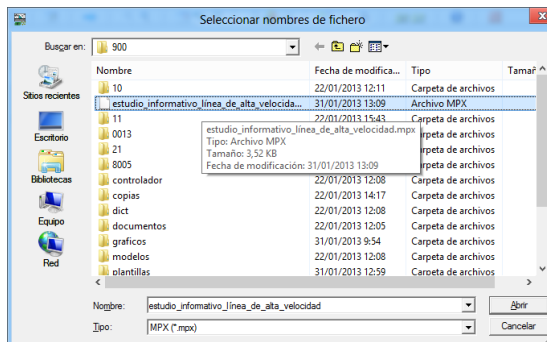 Seleccionar nombres de fichero
Buscar en: 900
Nombre Fecha de modifica... Tipo Tamañ
10 22/01/2013 12:11 Carpeta de archivos
estudio_informativo_línea_de_alta_velocida... 31/01/2013 13:09 Archivo MPX
11 22/01/2013 15:43 Carpeta de archivos
0013 Carpeta de archivos
21 Carpeta de archivos
8005 Carpeta de archivos
estudio_informativo_línea_de_alta_velocidad.mpx
Tipo: Archivo MPX
Tamaño: 3,52 KB
Fecha de modificación: 31/01/2013 13:09
controlador 22/01/2013 12:08 Carpeta de archivos
copias 22/01/2013 14:17 Carpeta de archivos
dict 22/01/2013 12:08 Carpeta de archivos
documentos 22/01/2013 12:05 Carpeta de archivos
graficos 31/01/2013 9:54 Carpeta de archivos
modelos 22/01/2013 12:08 Carpeta de archivos
plantillas 31/01/2013 12:59 Carpeta de archivos
Sitios recientes
Escritorio
Bibliotecas
Equipo
Red
Nombre: estudio_informativo_línea_de_alta_velocidad Abrir
Tipo: MPX (*.mpx) Cancelar